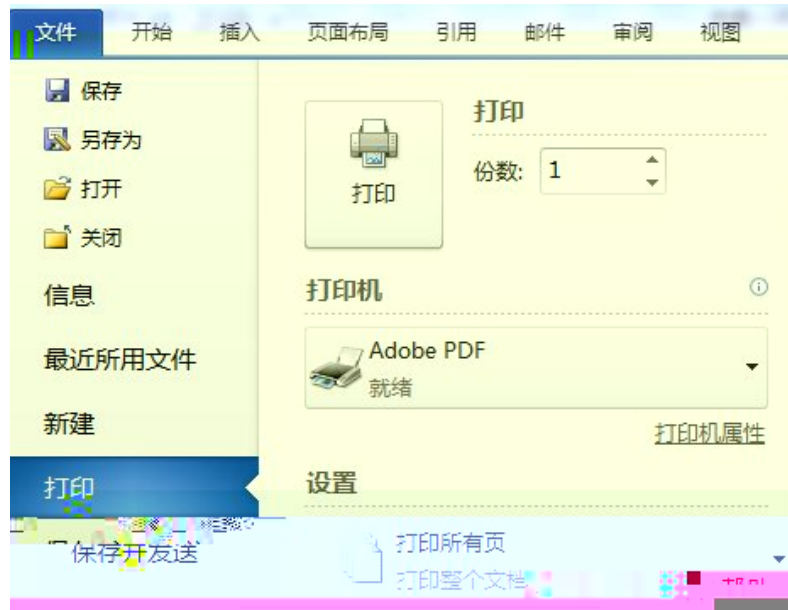 文件 开始 插入 页面布局 引用 邮件 审阅 视图
保存
另存为
打开
关闭
信息
最近所用文件
新建
打印
保存并发送
打印
打印
份数: 1
打印机
Adobe PDF
就绪
打印机属性
设置
打印所有页
打印整个文档